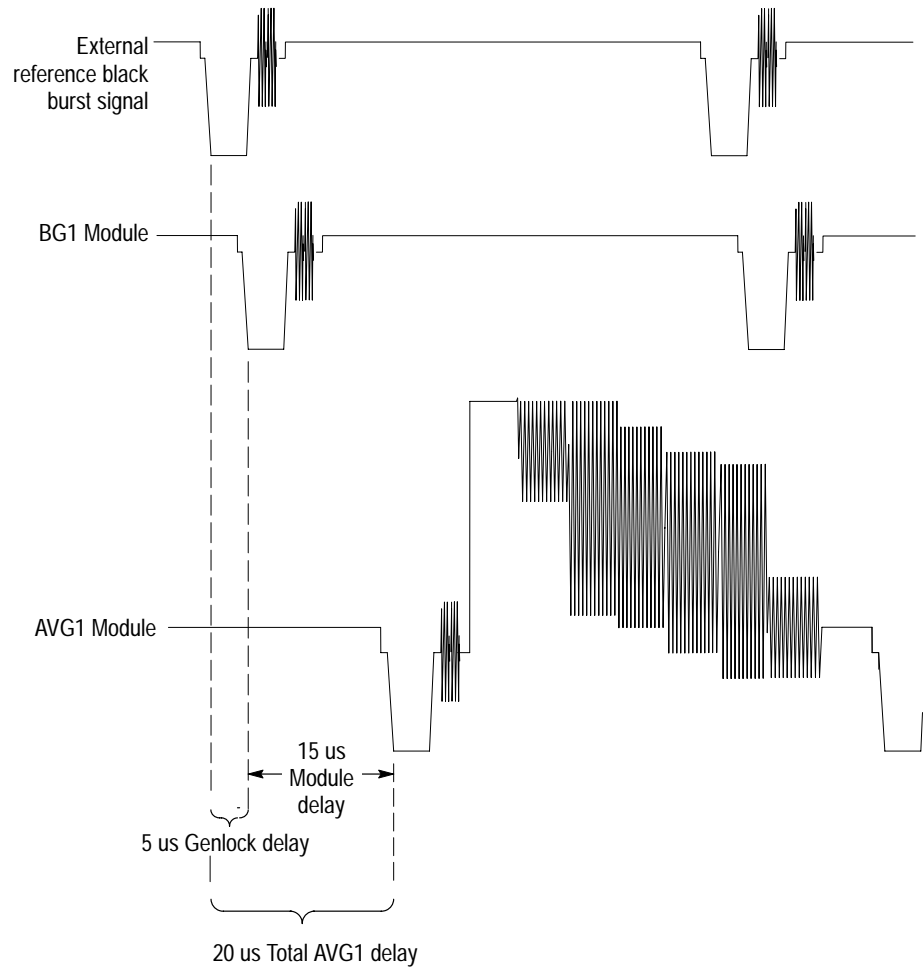 External
reference black
burst signal
BG1 Module
AVG1 Module
15 us
Module
delay
5 us Genlock delay
20 us Total AVG1 delay